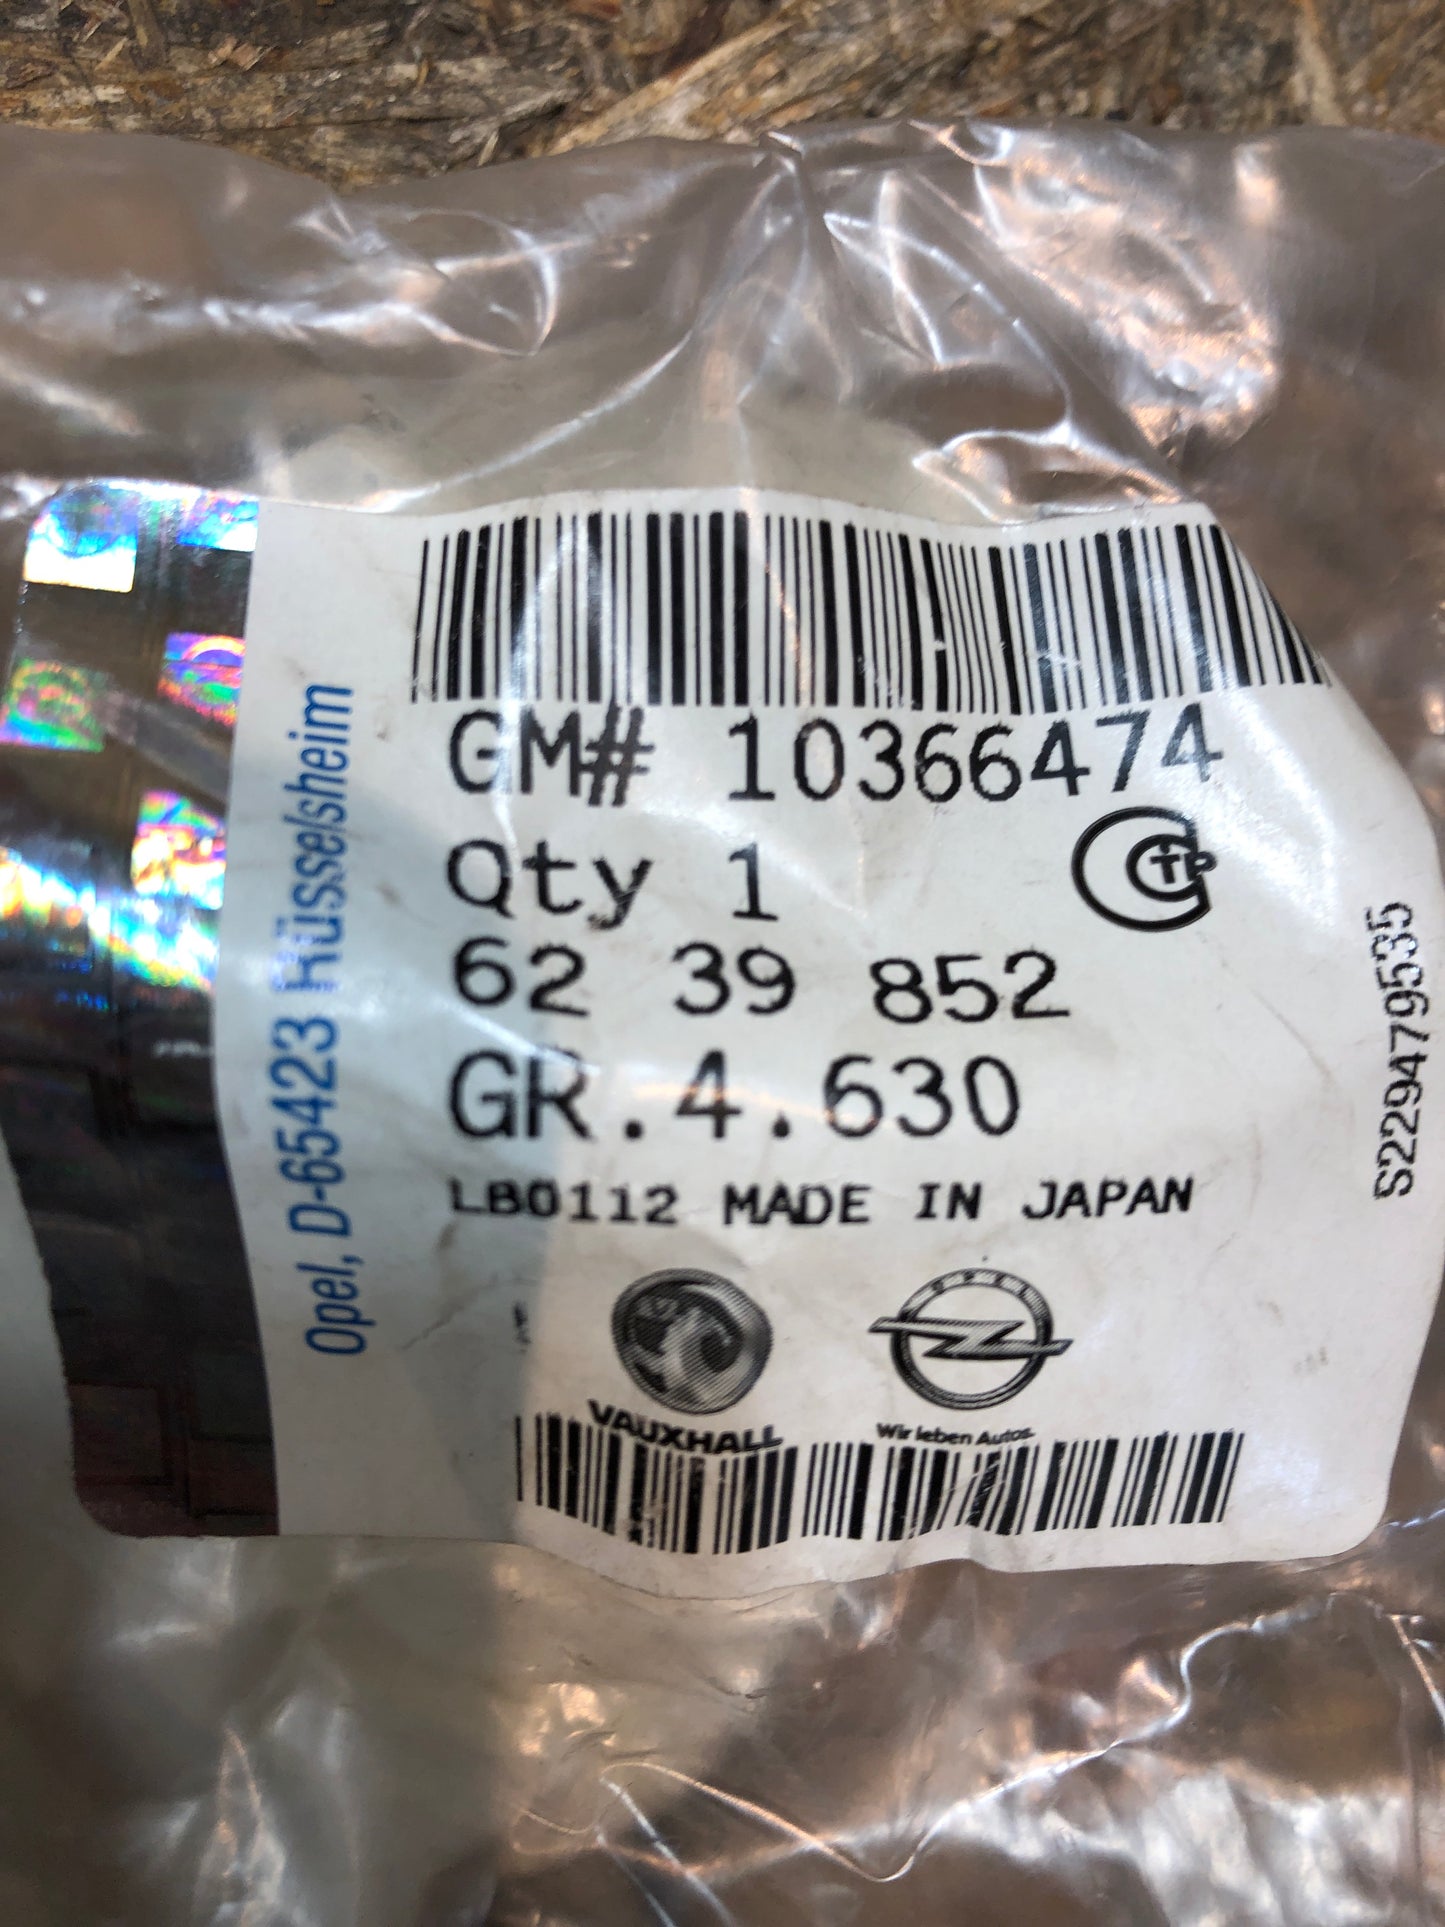 GM# 10366474
Qty 1
62 39 852
GR.4.630
LB0112 MADE IN JAPAN
VAUXHALL
OPEL
Wir leben Autos.
Opel, D-65423 Rüsselsheim
S229479535